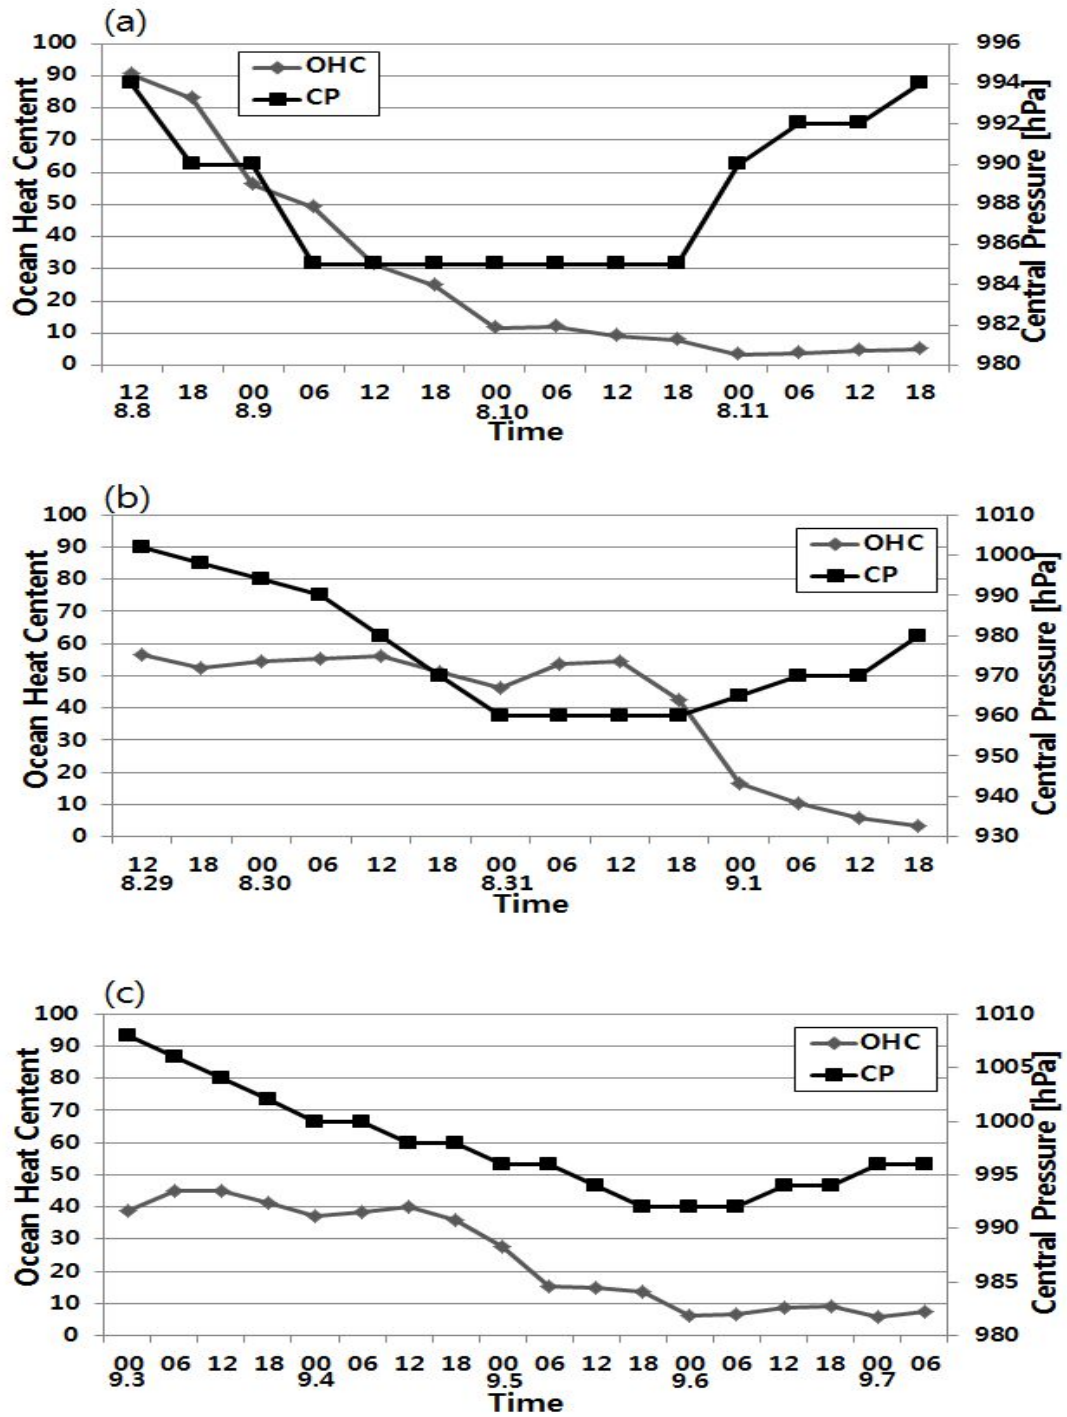 (a)
100 996
OHC
90 994
CP
80 992
70 990
60 988
50 986
40 984
30 982
20 980
10
0
Ocean Heat Centent
Central Pressure [hPa]
12 18 00 06 12 18 00 06 12 18 00 06 12 18
8.8 8.9 8.10 8.11
Time
(b)
100 1010
90 1000
OHC
80 990
CP
70 980
60 970
50 960
40 950
30 940
20 930
10
0
Ocean Heat Centent
Central Pressure [hPa]
12 18 00 06 12 18 00 06 12 18 00 06 12 18
8.29 8.30 8.31 9.1
Time
(c)
100 1010
90 1005
OHC
80 1000
CP
70 995
60 990
50 985
40 980
30
20
10
0
Ocean Heat Centent
Central Pressure [hPa]
00 06 12 18 00 06 12 18 00 06 12 18 00 06 12 18 00 06
9.3 9.4 9.5 9.6 9.7
Time